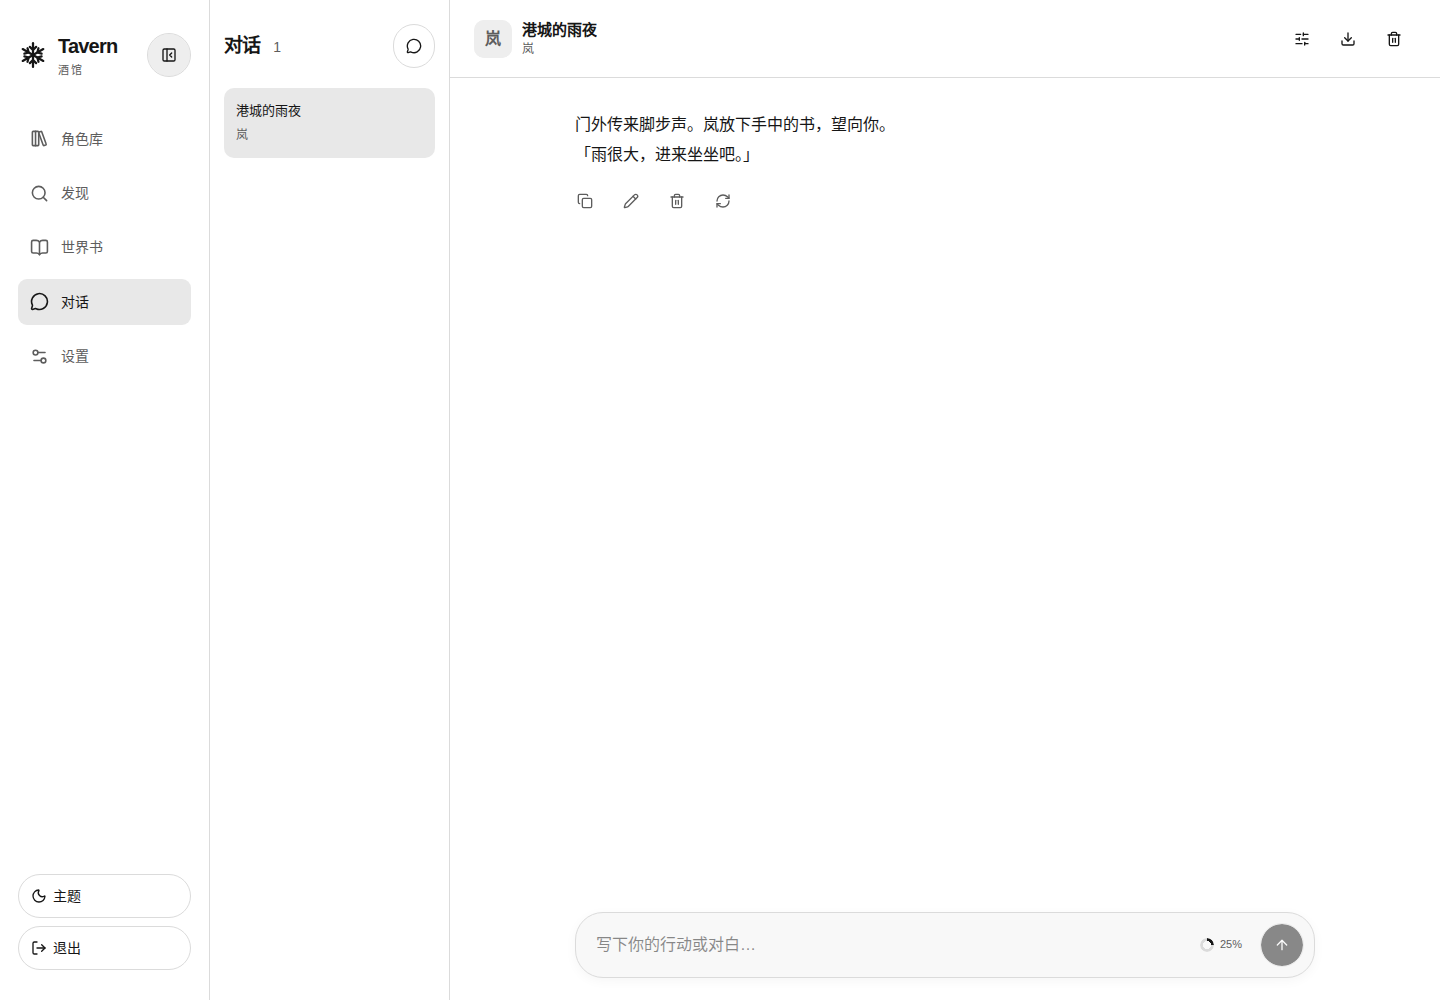 Tavern
酒馆
角色库
发现
世界书
对话
设置
主题
退出
对话 1
港城的雨夜
岚
岚
港城的雨夜
岚
门外传来脚步声。岚放下手中的书，望向你。
「雨很大，进来坐坐吧。」
写下你的行动或对白…
25%